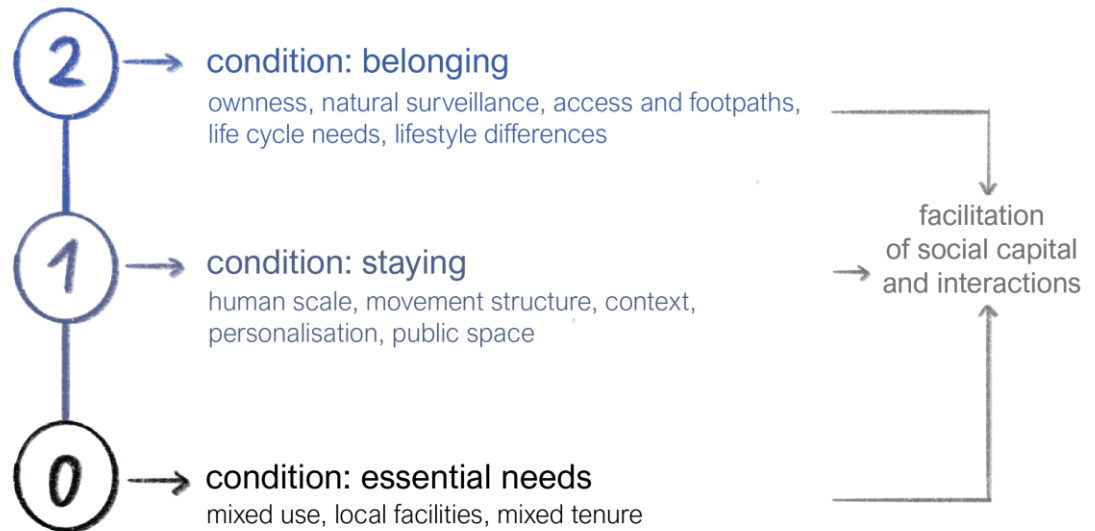 2
condition: belonging
ownness, natural surveillance, access and footpaths,
life cycle needs, lifestyle differences
1
condition: staying
human scale, movement structure, context,
personalisation, public space
0
condition: essential needs
mixed use, local facilities, mixed tenure
facilitation
of social capital
and interactions